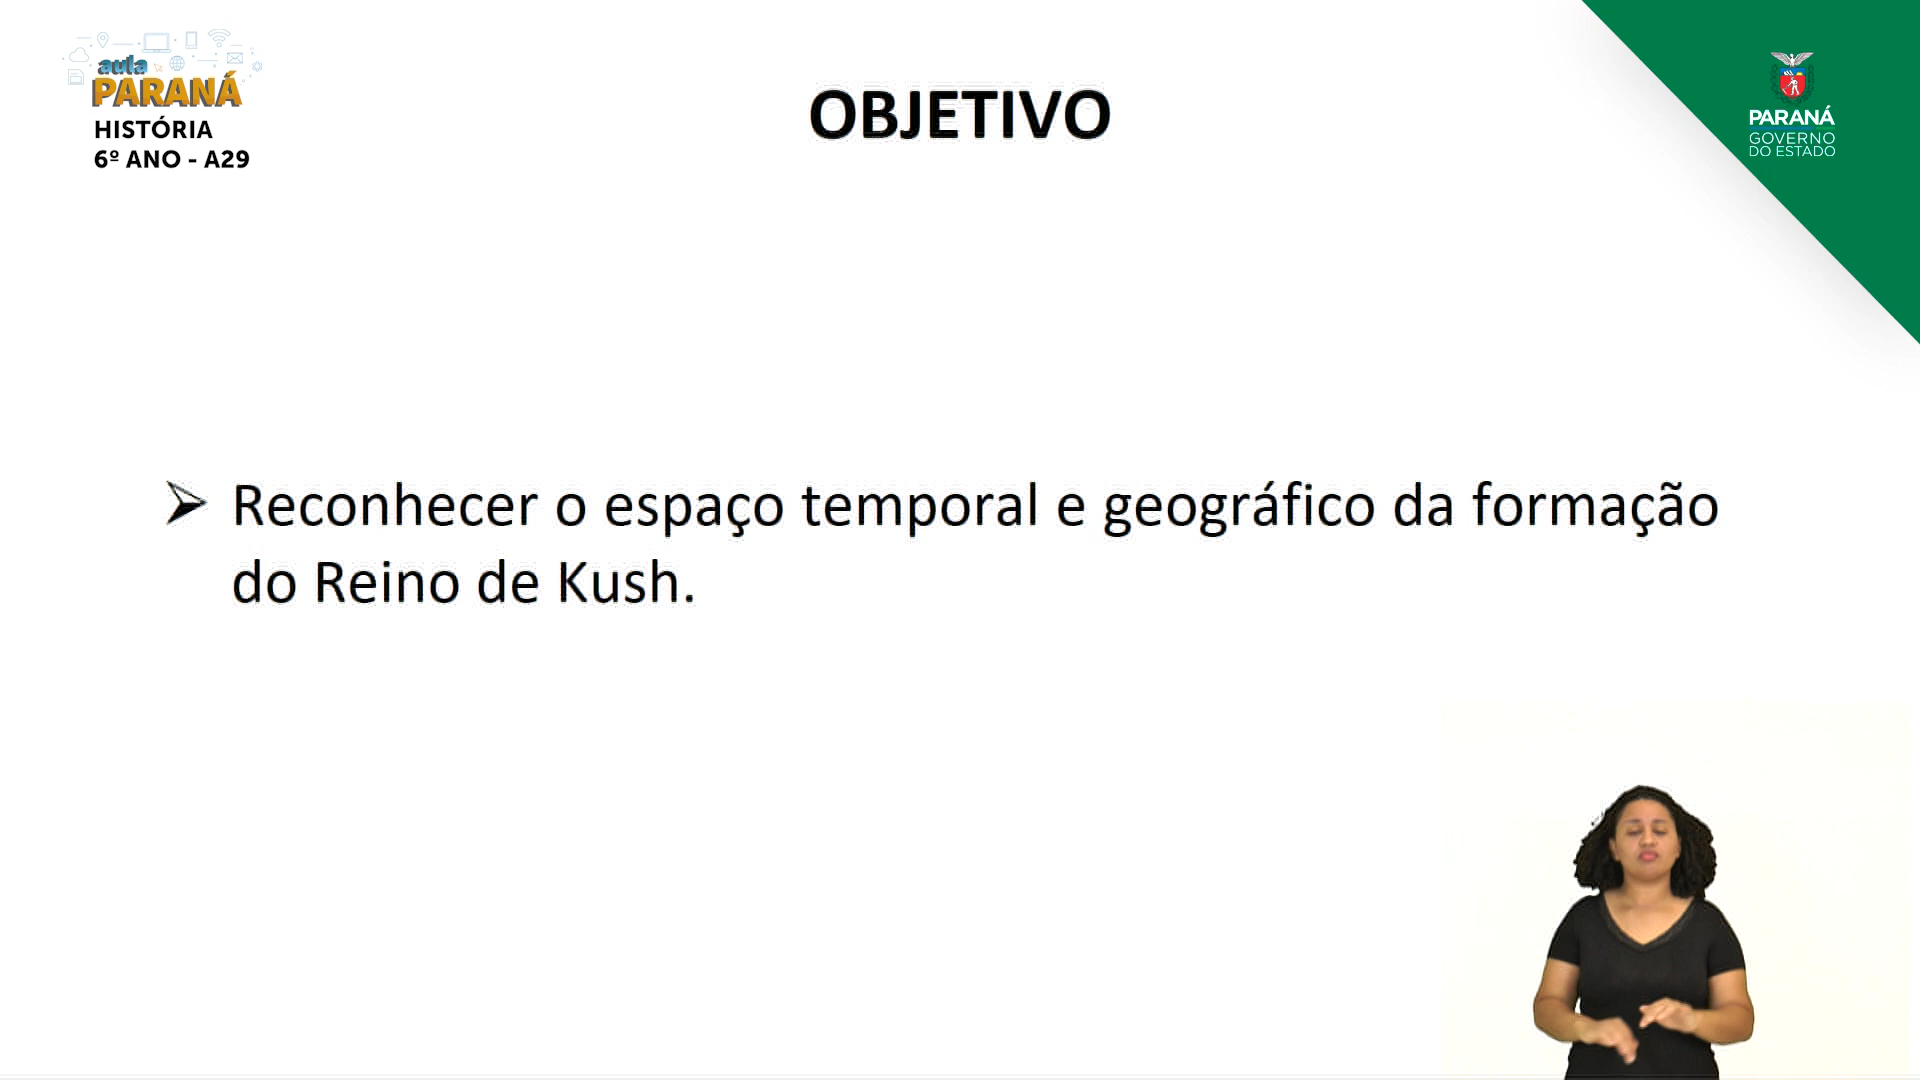 aula
PARANÁ
HISTÓRIA
6º ANO - A29
OBJETIVO
PARANÁ
GOVERNO
DO ESTADO
Reconhecer o espaço temporal e geográfico da formação
do Reino de Kush.